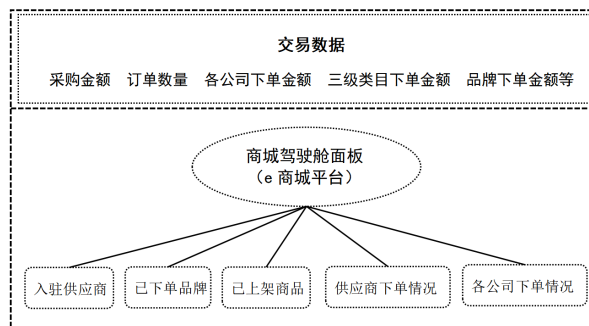 交易数据
采购金额 订单数量 各公司下单金额 三级类目下单金额 品牌下单金额等
商城驾驶舱面板
（e 商城平台）
入驻供应商 已下单品牌 已上架商品 供应商下单情况 各公司下单情况